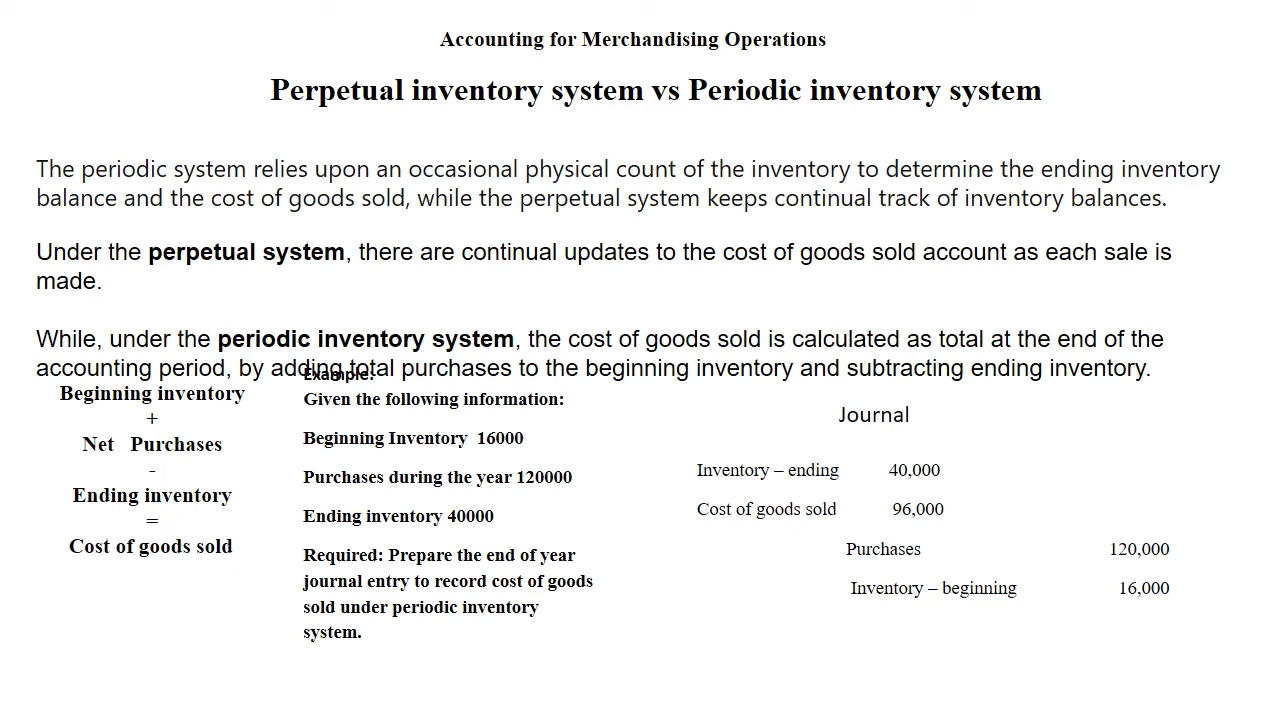 Accounting for Merchandising Operations
Perpetual inventory system vs Periodic inventory system
The periodic system relies upon an occasional physical count of the inventory to determine the ending inventory
balance and the cost of goods sold, while the perpetual system keeps continual track of inventory balances.
Under the perpetual system, there are continual updates to the cost of goods sold account as each sale is
made.
While, under the periodic inventory system, the cost of goods sold is calculated as total at the end of the
accounting period, by adding total purchases to the beginning inventory and subtracting ending inventory.
Beginning inventory
+
Net Purchases
-
Ending inventory
=
Cost of goods sold
Example:
Given the following information:
Beginning Inventory 16000
Purchases during the year 120000
Ending inventory 40000
Required: Prepare the end of year
journal entry to record cost of goods
sold under periodic inventory
system.
Journal
Inventory – ending 40,000
Cost of goods sold 96,000
Purchases 120,000
Inventory – beginning 16,000